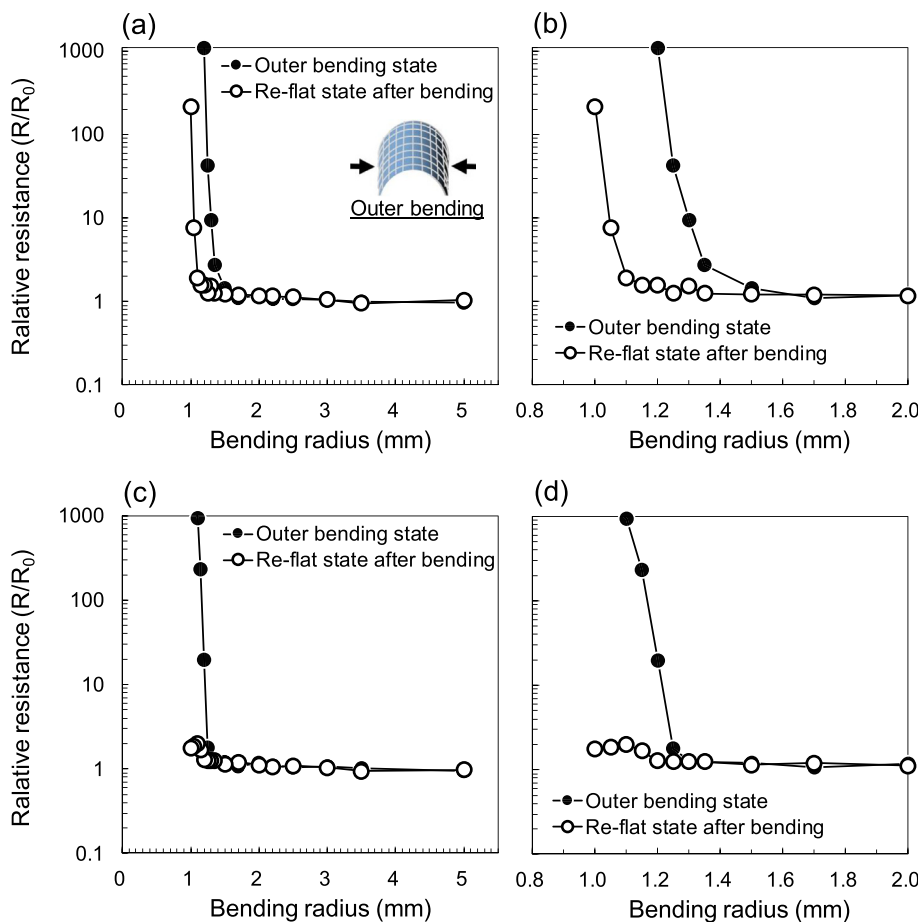 (a)
Ralative resistance (R/R₀)
1000
100
10
1
0.1
Outer bending state
Re-flat state after bending
Outer bending
0
1
2
3
4
5
Bending radius (mm)
(b)
Outer bending state
Re-flat state after bending
0.8
1.0
1.2
1.4
1.6
1.8
2.0
Bending radius (mm)
(c)
Ralative resistance (R/R₀)
1000
100
10
1
0.1
Outer bending state
Re-flat state after bending
0
1
2
3
4
5
Bending radius (mm)
(d)
Outer bending state
Re-flat state after bending
0.8
1.0
1.2
1.4
1.6
1.8
2.0
Bending radius (mm)